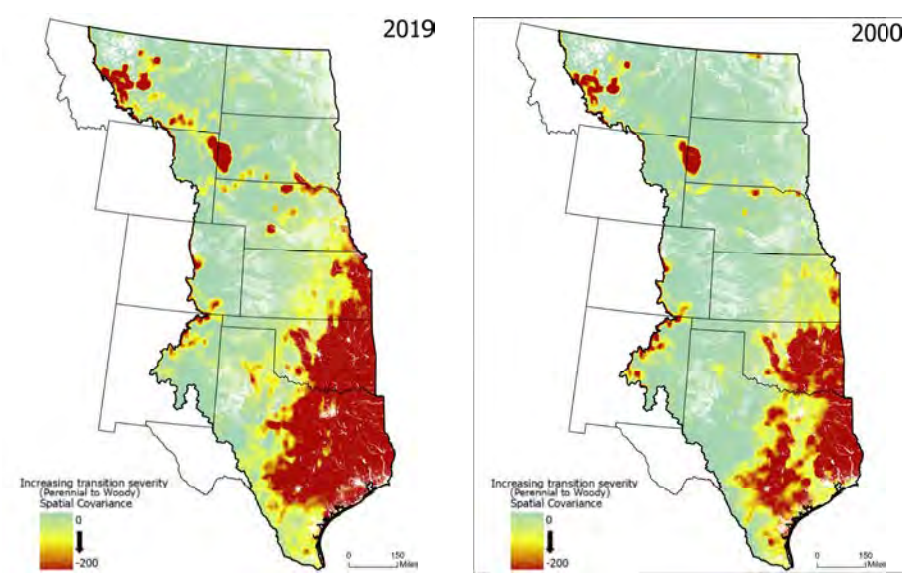 2019
Increasing transition severity
(Perennial to Woody)
Spatial Covariance
0
-200
0 150
Miles
2000
Increasing transition severity
(Perennial to Woody)
Spatial Covariance
0
-200
0 150
Miles